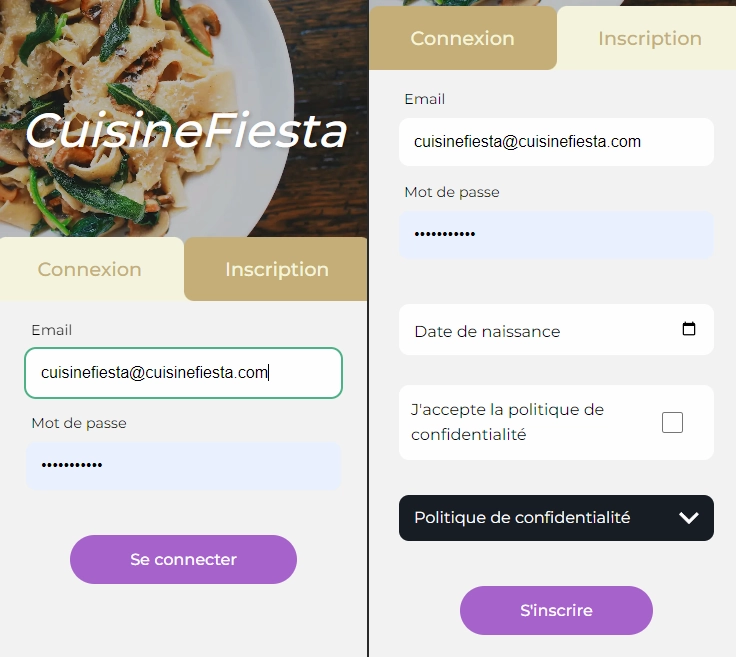 CuisineFiesta
Connexion
Inscription
Email
cuisinefiesta@cuisinefiesta.com
Mot de passe
•••••••••••
Se connecter
Connexion
Inscription
Email
cuisinefiesta@cuisinefiesta.com
Mot de passe
•••••••••••
Date de naissance
J'accepte la politique de
confidentialité
Politique de confidentialité
S'inscrire